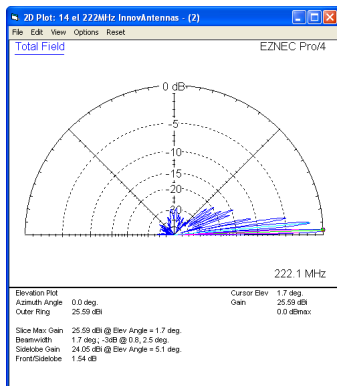 2D Plot: 14 el 222MHz InnovAntennas - (2)
File Edit View Options Reset
Total Field
EZNEC Pro/4
0 dB
-5
-10
-15
-20
-30
222.1 MHz
Elevation Plot
Cursor Elev 1.7 deg.
Azimuth Angle 0.0 deg.
Gain 25.59 dBi
Outer Ring 25.59 dBi
0.0 dBmax
Slice Max Gain 25.59 dBi @ Elev Angle = 1.7 deg.
Beamwidth 1.7 deg.; -3dB @ 0.8, 2.5 deg.
Sidelobe Gain 24.05 dBi @ Elev Angle = 5.1 deg.
Front/Sidelobe 1.54 dB